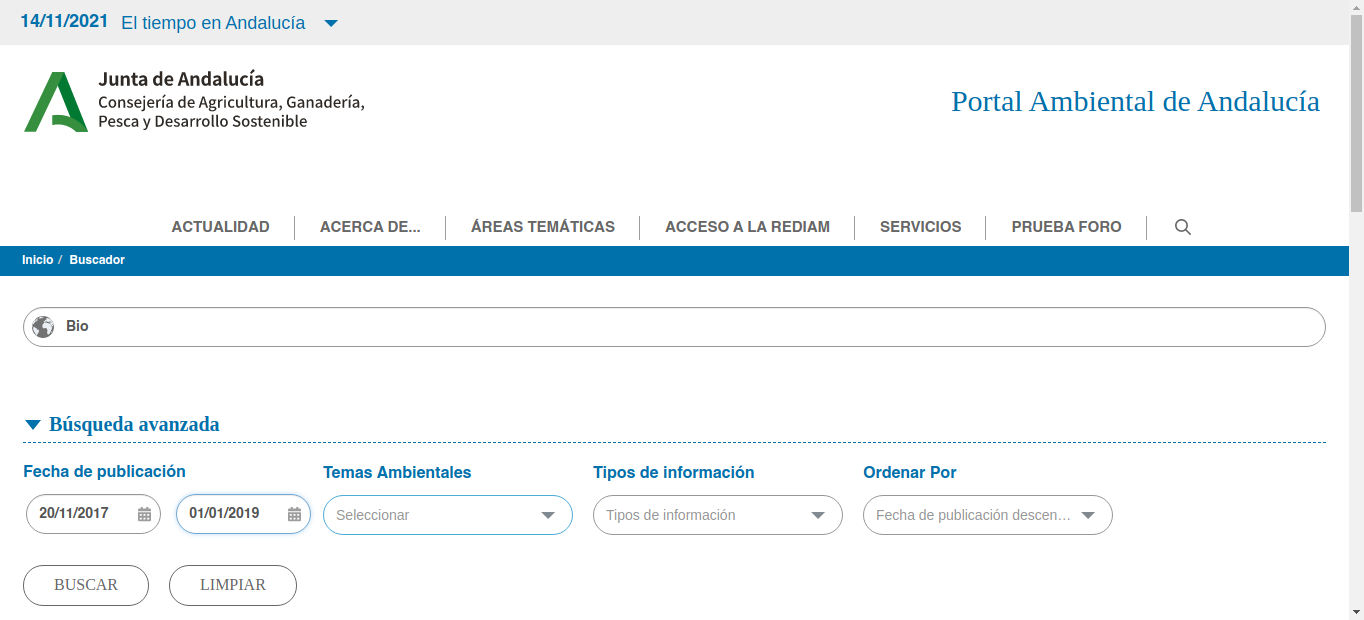 14/11/2021 El tiempo en Andalucía
Junta de Andalucía
Consejería de Agricultura, Ganadería,
Pesca y Desarrollo Sostenible
Portal Ambiental de Andalucía
ACTUALIDAD ACERCA DE... ÁREAS TEMÁTICAS ACCESO A LA REDIAM SERVICIOS PRUEBA FORO
Inicio / Buscador
Bio
Búsqueda avanzada
Fecha de publicación Temas Ambientales Tipos de información Ordenar Por
20/11/2017 01/01/2019 Seleccionar Tipos de información Fecha de publicación descen...
BUSCAR LIMPIAR